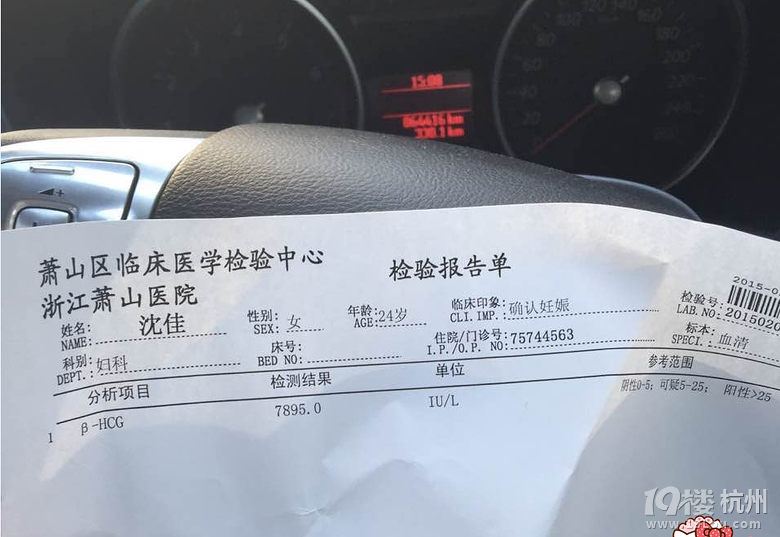 15:08
064416 km
330.1 km
萧山区临床医学检验中心 检验报告单
浙江萧山医院
2015-0
姓名: NAME: 沈佳 性别: SEX: 女 年龄: AGE: 24岁 临床印象: CLI.IMP.: 确认妊娠 检验号: LAB.NO. 2015020
科别: DEPT.: 妇科 床号: BED NO: 住院/门诊号: I.P./O.P. NO: 75744563 标本: SPECI.: 血清
分析项目 检测结果 单位 参考范围
1 β-HCG 7895.0 IU/L 阴性0-5; 可疑5-25; 阳性>25
19楼 杭州